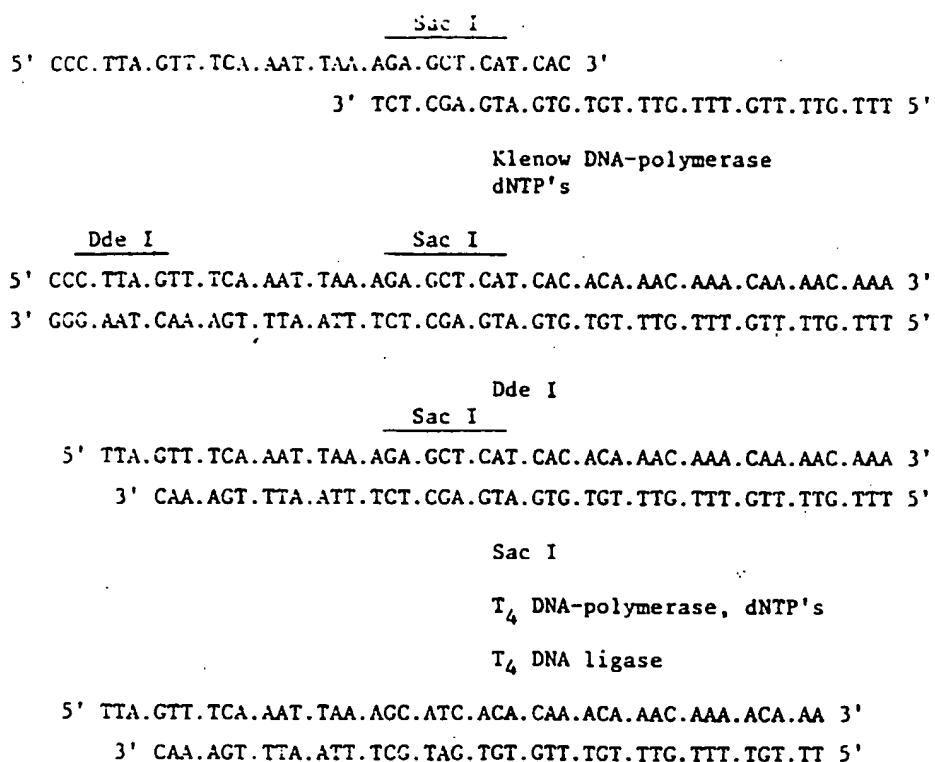 Sac I
5' CCC.TTA.GTT.TCA.AAT.TAA.AGA.GCT.CAT.CAC 3'
3' TCT.CGA.GTA.GTG.TGT.TTG.TTT.GTT.TTG.TTT 5'
Klenow DNA-polymerase
dNTP's
Dde I Sac I
5' CCC.TTA.GTT.TCA.AAT.TAA.AGA.GCT.CAT.CAC.ACA.AAC.AAA.CAA.AAC.AAA 3'
3' GGG.AAT.CAA.AGT.TTA.ATT.TCT.CGA.GTA.GTG.TGT.TTG.TTT.GTT.TTG.TTT 5'
Dde I
Sac I
5' TTA.GTT.TCA.AAT.TAA.AGA.GCT.CAT.CAC.ACA.AAC.AAA.CAA.AAC.AAA 3'
3' CAA.AGT.TTA.ATT.TCT.CGA.GTA.GTG.TGT.TTG.TTT.GTT.TTG.TTT 5'
Sac I
T4 DNA-polymerase, dNTP's
T4 DNA ligase
5' TTA.GTT.TCA.AAT.TAA.AGC.ATC.ACA.CAA.ACA.AAC.AAA.ACA.AA 3'
3' CAA.AGT.TTA.ATT.TCG.TAG.TGT.GTT.TGT.TTG.TTT.TGT.TT 5'